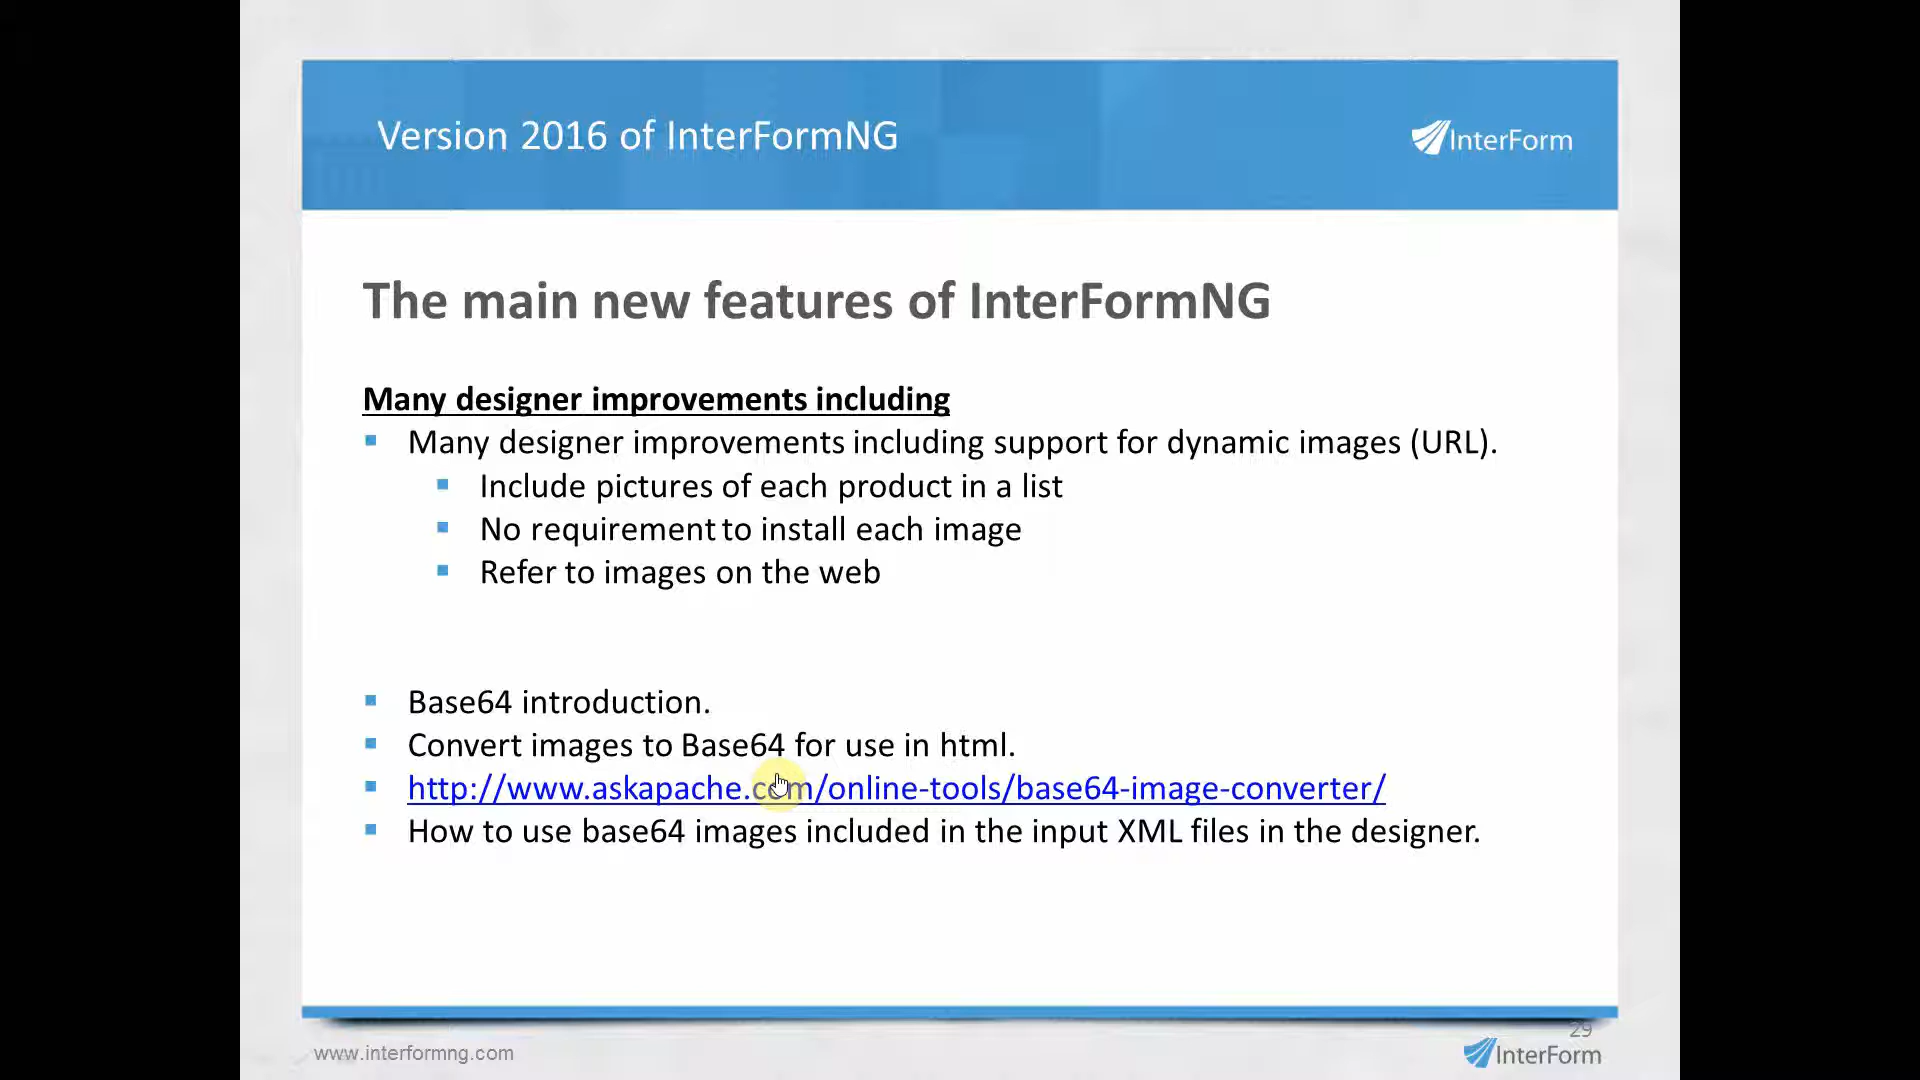 Version 2016 of InterFormNG
InterForm
The main new features of InterFormNG
Many designer improvements including
Many designer improvements including support for dynamic images (URL).
Include pictures of each product in a list
No requirement to install each image
Refer to images on the web
Base64 introduction.
Convert images to Base64 for use in html.
http://www.askapache.com/online-tools/base64-image-converter/
How to use base64 images included in the input XML files in the designer.
29
www.interformng.com
InterForm